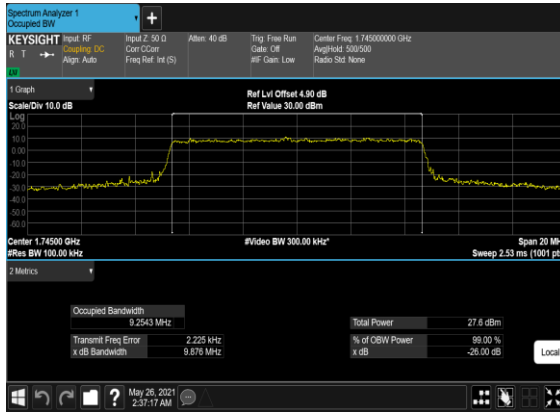 Spectrum Analyzer 1
Occupied BW
+
KEYSIGHT
R T
LXI
Input: RF
Coupling: DC
Align: Auto
Input Z: 50 Ω
Corr CCorr
Freq Ref: Int (S)
Atten: 40 dB
Trig: Free Run
Gate: Off
#IF Gain: Low
Center Freq: 1.745000000 GHz
Avg|Hold: 500/500
Radio Std: None
1 Graph
Scale/Div 10.0 dB
Ref Lvl Offset 4.90 dB
Ref Value 30.00 dBm
Log
20.0
10.0
0.00
-10.0
-20.0
-30.0
-40.0
-50.0
-60.0
Center 1.74500 GHz
#Res BW 100.00 kHz
#Video BW 300.00 kHz*
Span 20 MH
Sweep 2.53 ms (1001 pt
2 Metrics
Occupied Bandwidth
9.2543 MHz
Transmit Freq Error 2.225 kHz
x dB Bandwidth 9.876 MHz
Total Power 27.6 dBm
% of OBW Power 99.00 %
x dB -26.00 dB
Local
?
May 26, 2021
2:37:17 AM